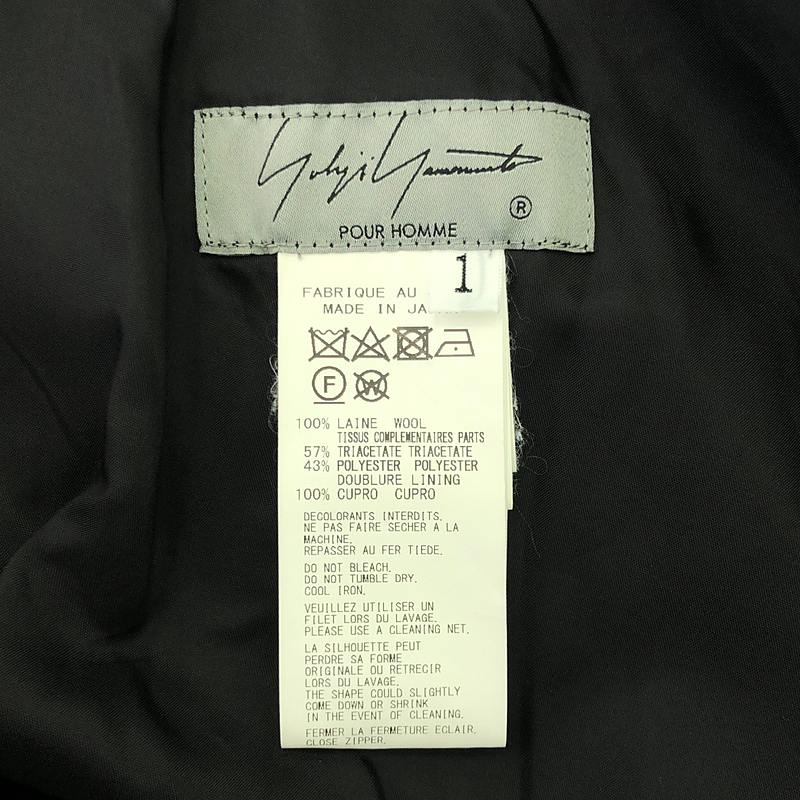 Yohji Yamamoto
®
POUR HOMME
1
FABRIQUE AU
MADE IN JA
F
W
100% LAINE WOOL
TISSUS COMPLEMENTAIRES PARTS
57% TRIACETATE TRIACETATE
43% POLYESTER POLYESTER
DOUBLURE LINING
100% CUPRO CUPRO
DECOLORANTS INTERDITS.
NE PAS FAIRE SECHER A LA
MACHINE.
REPASSER AU FER TIEDE.
DO NOT BLEACH.
DO NOT TUMBLE DRY.
COOL IRON.
VEUILLEZ UTILISER UN
FILET LORS DU LAVAGE.
PLEASE USE A CLEANING NET.
LA SILHOUETTE PEUT
PERDRE SA FORME
ORIGINALE OU RETRECIR
LORS DU LAVAGE.
THE SHAPE COULD SLIGHTLY
COME DOWN OR SHRINK
IN THE EVENT OF CLEANING.
FERMER LA FERMETURE ECLAIR.
CLOSE ZIPPER.